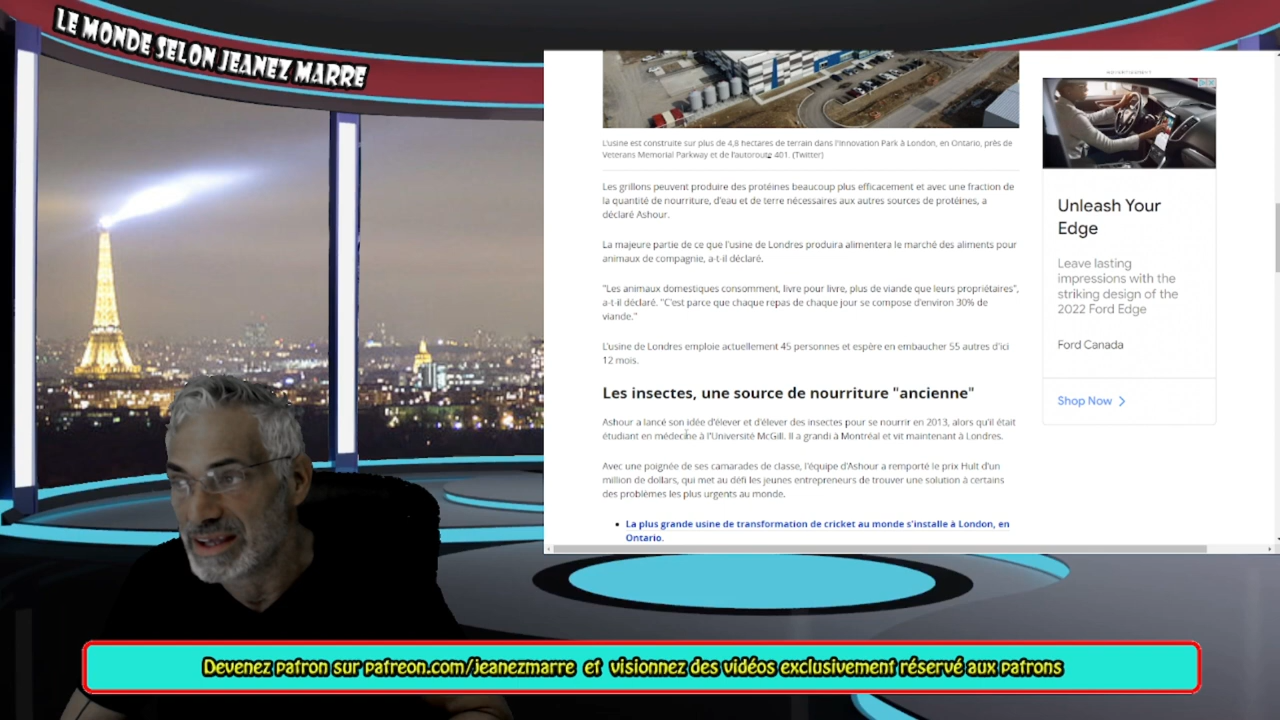 LE MONDE SELON JEANEZ MARRE
L'usine est construite sur plus de 4,8 hectares de terrain dans l'Innovation Park à London, en Ontario, près de
Veterans Memorial Parkway et de l'autoroute 401. (Twitter)
Les grillons peuvent produire des protéines beaucoup plus efficacement et avec une fraction de
la quantité de nourriture, d'eau et de terre nécessaires aux autres sources de protéines, a
déclaré Ashour.
La majeure partie de ce que l'usine de Londres produira alimentera le marché des aliments pour
animaux de compagnie, a-t-il déclaré.
"Les animaux domestiques consomment, livre pour livre, plus de viande que leurs propriétaires",
a-t-il déclaré. "C'est parce que chaque repas de chaque jour se compose d'environ 30% de
viande."
L'usine de Londres emploie actuellement 45 personnes et espère en embaucher 55 autres d'ici
12 mois.
Les insectes, une source de nourriture "ancienne"
Ashour a lancé son idée d'élever et d'élever des insectes pour se nourrir en 2013, alors qu'il était
étudiant en médecine à l'Université McGill. Il a grandi à Montréal et vit maintenant à Londres.
Avec une poignée de ses camarades de classe, l'équipe d'Ashour a remporté le prix Hult d'un
million de dollars, qui met au défi les jeunes entrepreneurs de trouver une solution à certains
des problèmes les plus urgents au monde.
• La plus grande usine de transformation de cricket au monde s'installe à London, en
Ontario.
ADVERTISEMENT
Unleash Your
Edge
Leave lasting
impressions with the
striking design of the
2022 Ford Edge
Ford Canada
Shop Now >
Devenez patron sur patreon.com/jeanezmarre et visionnez des vidéos exclusivement réservé aux patrons